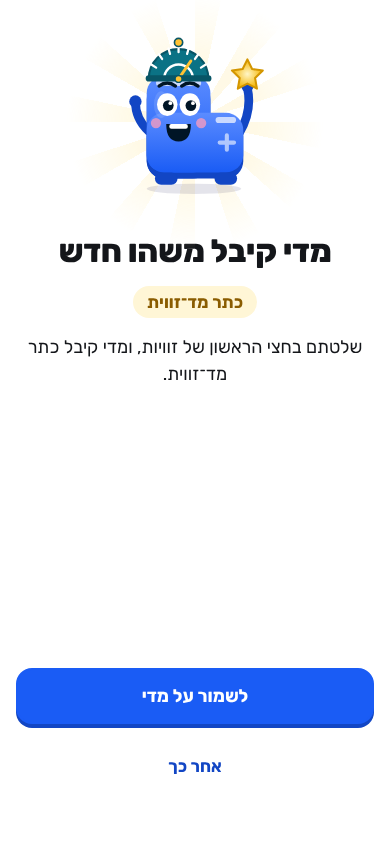 מדי קיבל משהו חדש
כתר מד־זווית
שלטתם בחצי הראשון של זוויות, ומדי קיבל כתר
מד־זווית.
לשמור על מדי
אחר כך